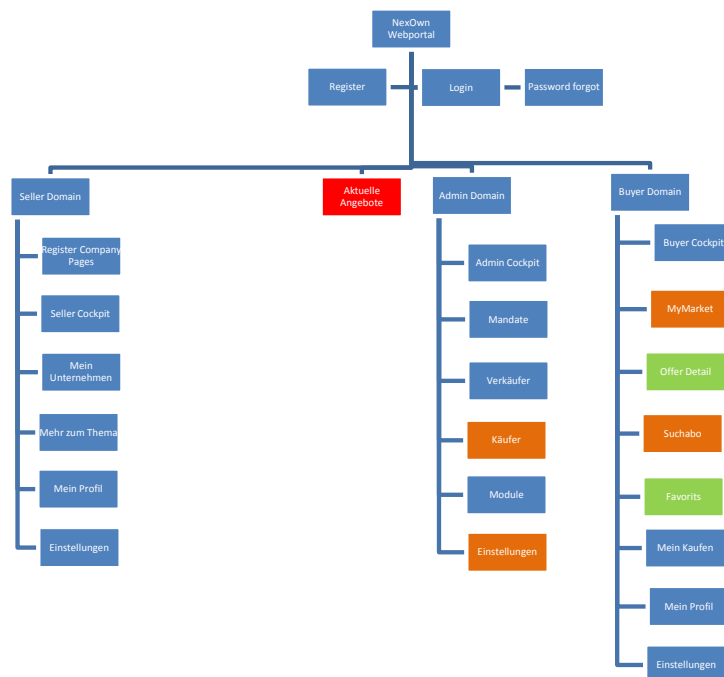 NexOwn
Webportal
Register
Login
Password forgot
Seller Domain
Register Company
Pages
Seller Cockpit
Mein
Unternehmen
Mehr zum Thema
Mein Profil
Einstellungen
Aktuelle
Angebote
Admin Domain
Admin Cockpit
Mandate
Verkäufer
Käufer
Module
Einstellungen
Buyer Domain
Buyer Cockpit
MyMarket
Offer Detail
Suchabo
Favorits
Mein Kaufen
Mein Profil
Einstellungen